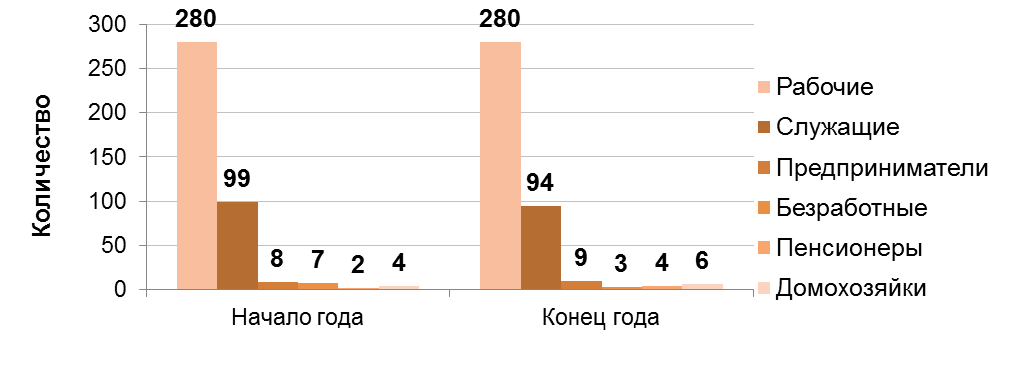 Количество
300
250
200
150
100
50
0
280
99
8
7
2
4
280
94
9
3
4
6
Начало года
Конец года
Рабочие
Служащие
Предприниматели
Безработные
Пенсионеры
Домохозяйки